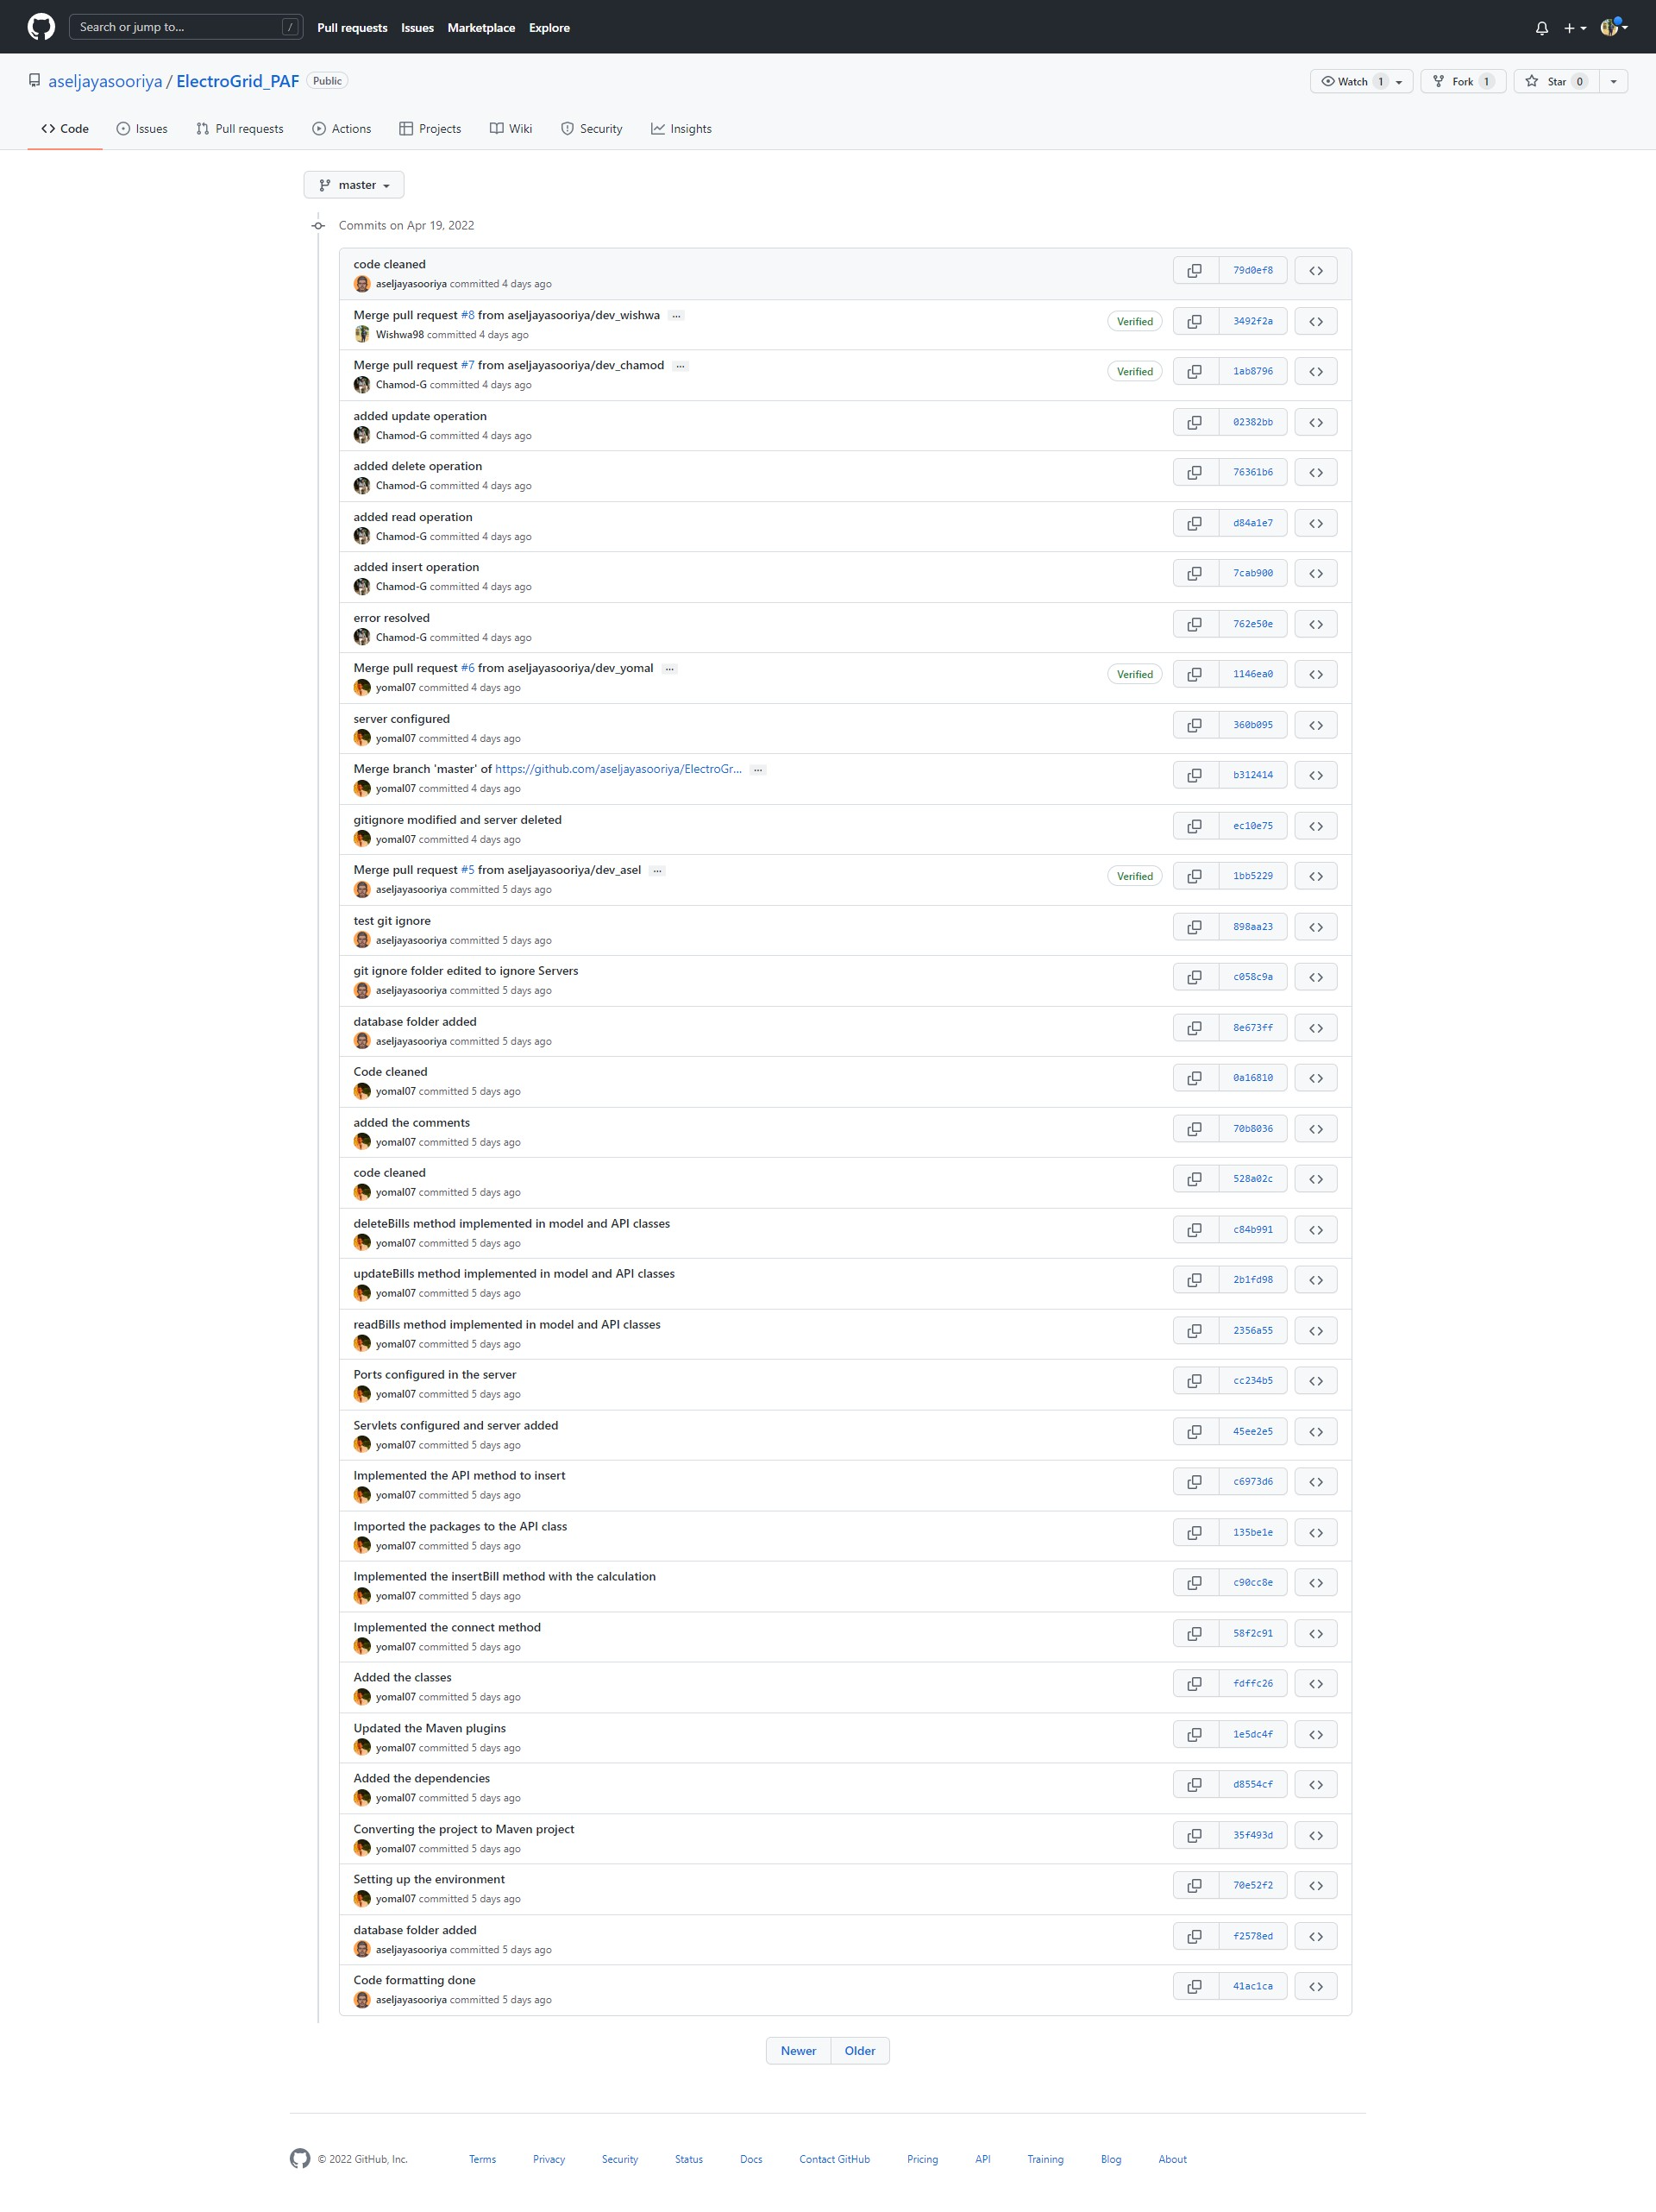 Search or jump to... /
Pull requests Issues Marketplace Explore
aseljayasooriya / ElectroGrid_PAF Public
Watch 1 Fork 1 Star 0
Code Issues Pull requests Actions Projects Wiki Security Insights
master
Commits on Apr 19, 2022
code cleaned
aseljayasooriya committed 4 days ago
79d0ef8
Merge pull request #8 from aseljayasooriya/dev_wishwa ...
Wishwa98 committed 4 days ago
Verified 3492f2a
Merge pull request #7 from aseljayasooriya/dev_chamod ...
Chamod-G committed 4 days ago
Verified 1ab8796
added update operation
Chamod-G committed 4 days ago
02382bb
added delete operation
Chamod-G committed 4 days ago
76361b6
added read operation
Chamod-G committed 4 days ago
d84a1e7
added insert operation
Chamod-G committed 4 days ago
7cab900
error resolved
Chamod-G committed 4 days ago
762e50e
Merge pull request #6 from aseljayasooriya/dev_yomal ...
yomal07 committed 4 days ago
Verified 1146ea0
server configured
yomal07 committed 4 days ago
360b095
Merge branch 'master' of https://github.com/aseljayasooriya/ElectroGr... ...
yomal07 committed 4 days ago
b312414
gitignore modified and server deleted
yomal07 committed 4 days ago
ec10e75
Merge pull request #5 from aseljayasooriya/dev_asel ...
aseljayasooriya committed 5 days ago
Verified 1bb5229
test git ignore
aseljayasooriya committed 5 days ago
898aa23
git ignore folder edited to ignore Servers
aseljayasooriya committed 5 days ago
c058c9a
database folder added
aseljayasooriya committed 5 days ago
8e673ff
Code cleaned
yomal07 committed 5 days ago
0a16810
added the comments
yomal07 committed 5 days ago
70b8036
code cleaned
yomal07 committed 5 days ago
528a02c
deleteBills method implemented in model and API classes
yomal07 committed 5 days ago
c84b991
updateBills method implemented in model and API classes
yomal07 committed 5 days ago
2b1fd98
readBills method implemented in model and API classes
yomal07 committed 5 days ago
2356a55
Ports configured in the server
yomal07 committed 5 days ago
cc234b5
Servlets configured and server added
yomal07 committed 5 days ago
45ee2e5
Implemented the API method to insert
yomal07 committed 5 days ago
c6973d6
Imported the packages to the API class
yomal07 committed 5 days ago
135be1e
Implemented the insertBill method with the calculation
yomal07 committed 5 days ago
c90cc8e
Implemented the connect method
yomal07 committed 5 days ago
58f2c91
Added the classes
yomal07 committed 5 days ago
fdffc26
Updated the Maven plugins
yomal07 committed 5 days ago
1e5dc4f
Added the dependencies
yomal07 committed 5 days ago
d8554cf
Converting the project to Maven project
yomal07 committed 5 days ago
35f493d
Setting up the environment
yomal07 committed 5 days ago
70e52f2
database folder added
aseljayasooriya committed 5 days ago
f2578ed
Code formatting done
aseljayasooriya committed 5 days ago
41ac1ca
Newer Older
© 2022 GitHub, Inc. Terms Privacy Security Status Docs Contact GitHub Pricing API Training Blog About